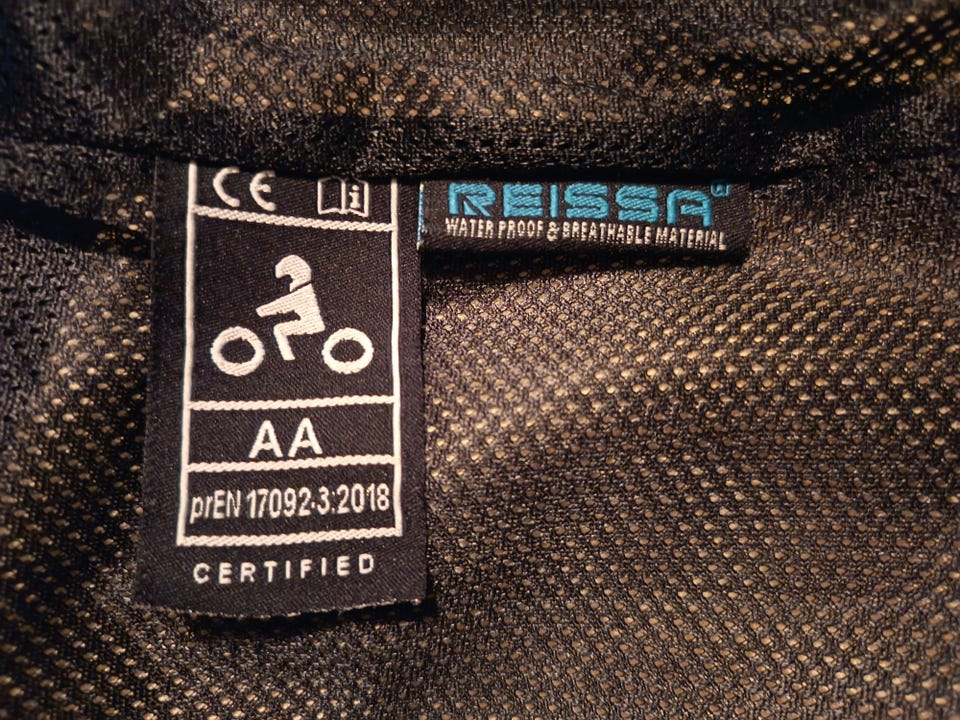 CE i
AA
prEN 17092-3:2018
CERTIFIED
REISSA®
WATER PROOF & BREATHABLE MATERIAL